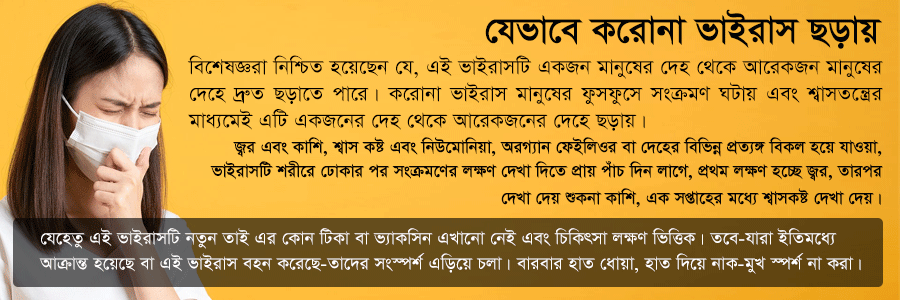 যেভাবে করোনা ভাইরাস ছড়ায়
বিশেষজ্ঞরা নিশ্চিত হয়েছেন যে, এই ভাইরাসটি একজন মানুষের দেহ থেকে আরেকজন মানুষের
দেহে দ্রুত ছড়াতে পারে। করোনা ভাইরাস মানুষের ফুসফুসে সংক্রমণ ঘটায় এবং শ্বাসতন্ত্রের
মাধ্যমেই এটি একজনের দেহ থেকে আরেকজনের দেহে ছড়ায়।
জ্বর এবং কাশি, শ্বাস কষ্ট এবং নিউমোনিয়া, অরগ্যান ফেইলিওর বা দেহের বিভিন্ন প্রত্যঙ্গ বিকল হয়ে যাওয়া,
ভাইরাসটি শরীরে ঢোকার পর সংক্রমণের লক্ষণ দেখা দিতে প্রায় পাঁচ দিন লাগে, প্রথম লক্ষণ হচ্ছে জ্বর, তারপর
দেখা দেয় শুকনা কাশি, এক সপ্তাহের মধ্যে শ্বাসকষ্ট দেখা দেয়।
যেহেতু এই ভাইরাসটি নতুন তাই এর কোন টিকা বা ভ্যাকসিন এখানো নেই এবং চিকিৎসা লক্ষণ ভিত্তিক। তবে-যারা ইতিমধ্যে
আক্রান্ত হয়েছে বা এই ভাইরাস বহন করেছে-তাদের সংস্পর্শ এড়িয়ে চলা। বারবার হাত ধোয়া, হাত দিয়ে নাক-মুখ স্পর্শ না করা।